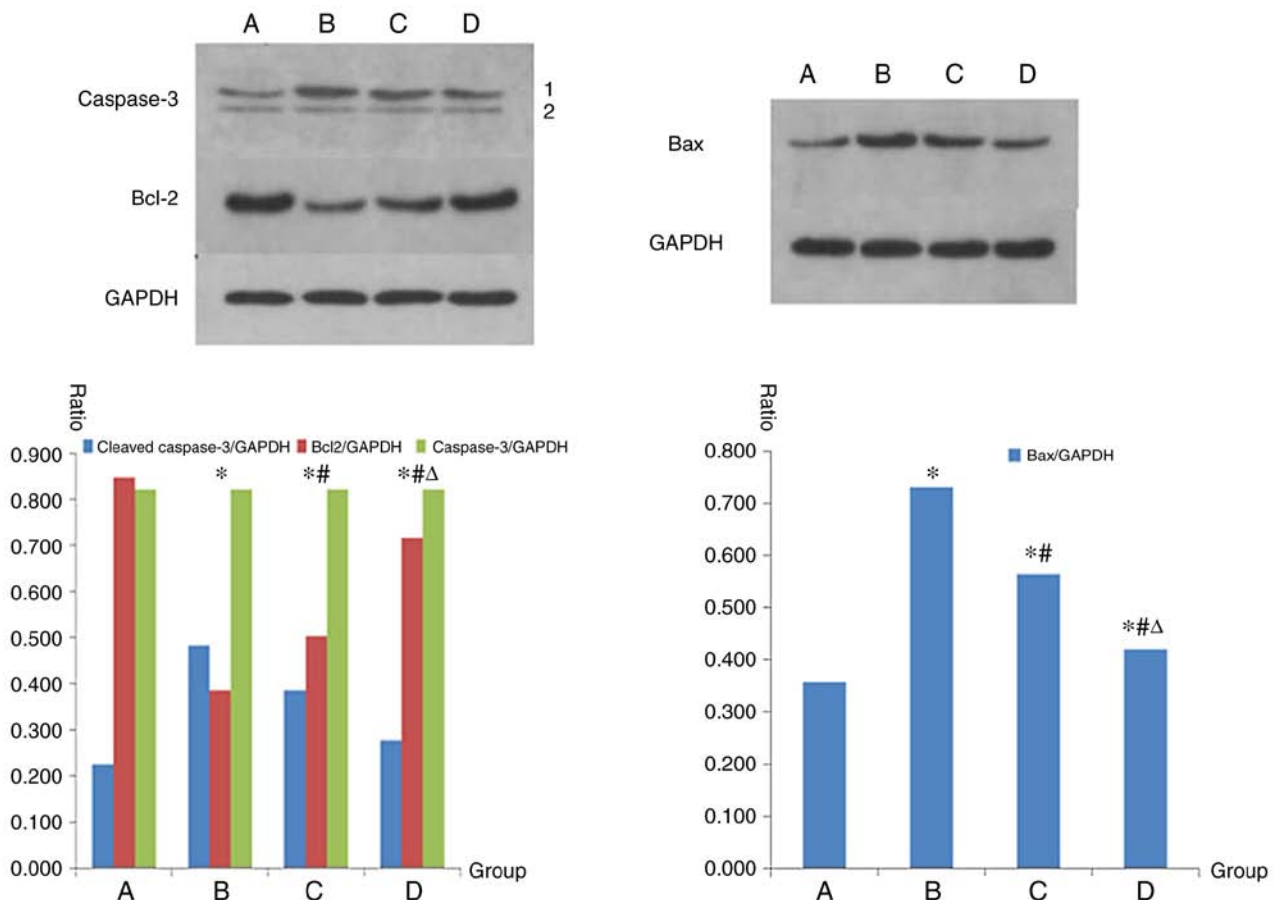 A B C D
Caspase-3
1
2
Bcl-2
GAPDH
A B C D
Bax
GAPDH
Ratio
Cleaved caspase-3/GAPDH Bcl2/GAPDH Caspase-3/GAPDH
0.900
* *# *#Δ
0.800
0.700
0.600
0.500
0.400
0.300
0.200
0.100
0.000
Group
A B C D
Ratio
0.800
Bax/GAPDH
*
0.700
0.600
*#
0.500
*#Δ
0.400
0.300
0.200
0.100
0.000
Group
A B C D